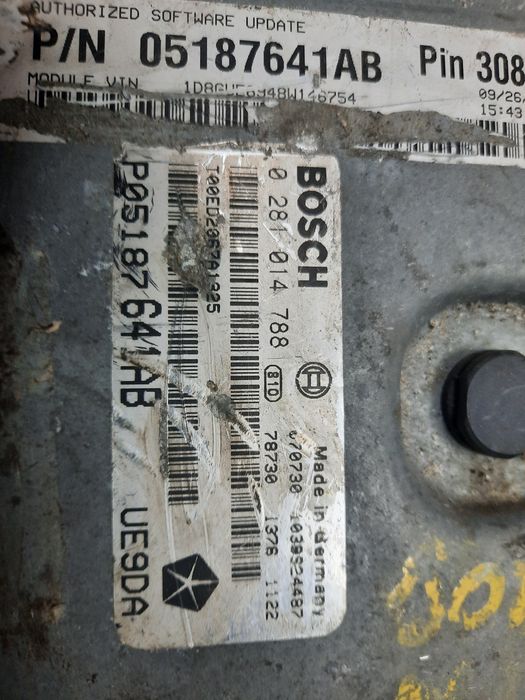 AUTHORIZED SOFTWARE UPDATE
P/N 05187641AB Pin 308
MODULE VIN
09/26/
15:43
BOSCH
0 281 014 788 810 78730 1376 1122
Made in Germany
1039S24487
P05187641AB UE9DA